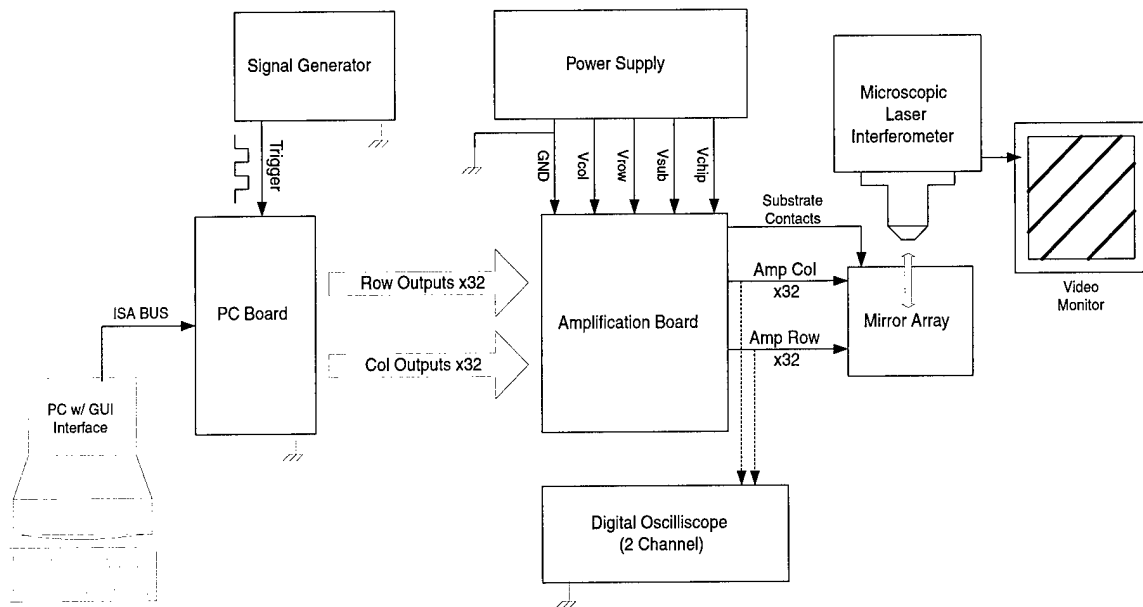 Signal Generator
Power Supply
Microscopic
Laser
Interferometer
Trigger
GND
Vcol
Vrow
Vsub
Vchip
Substrate
Contacts
Video
Monitor
Row Outputs x32
Amp Col
x32
ISA BUS
PC Board
Amplification Board
Mirror Array
Amp Row
x32
Col Outputs x32
PC w/ GUI
Interface
Digital Oscilliscope
(2 Channel)